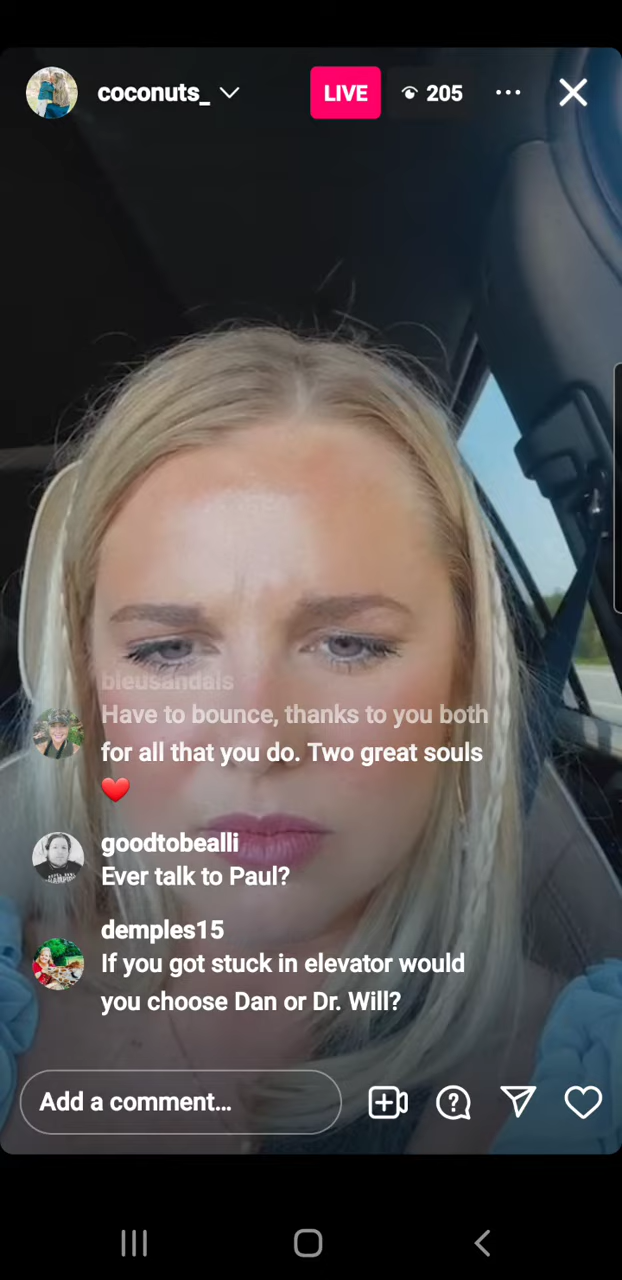 coconuts_
LIVE
205
bleusandals
Have to bounce, thanks to you both
for all that you do. Two great souls
❤️
goodtobealli
Ever talk to Paul?
demples15
If you got stuck in elevator would
you choose Dan or Dr. Will?
Add a comment...